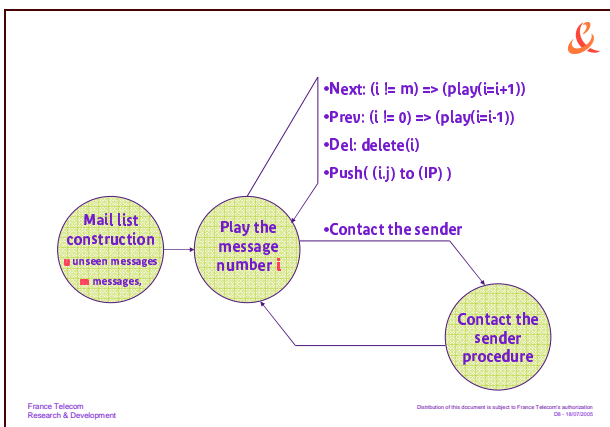 •Next: (i != m) => (play(i=i+1))
•Prev: (i != 0) => (play(i=i-1))
•Del: delete(i)
•Push( (i.j) to (IP) )
Mail list
construction
u unseen messages
m messages,
Play the
message
number i
•Contact the sender
Contact the
sender
procedure
France Telecom
Research & Development
Distribution of this document is subject to France Telecom's authorization
D8 - 18/07/2005